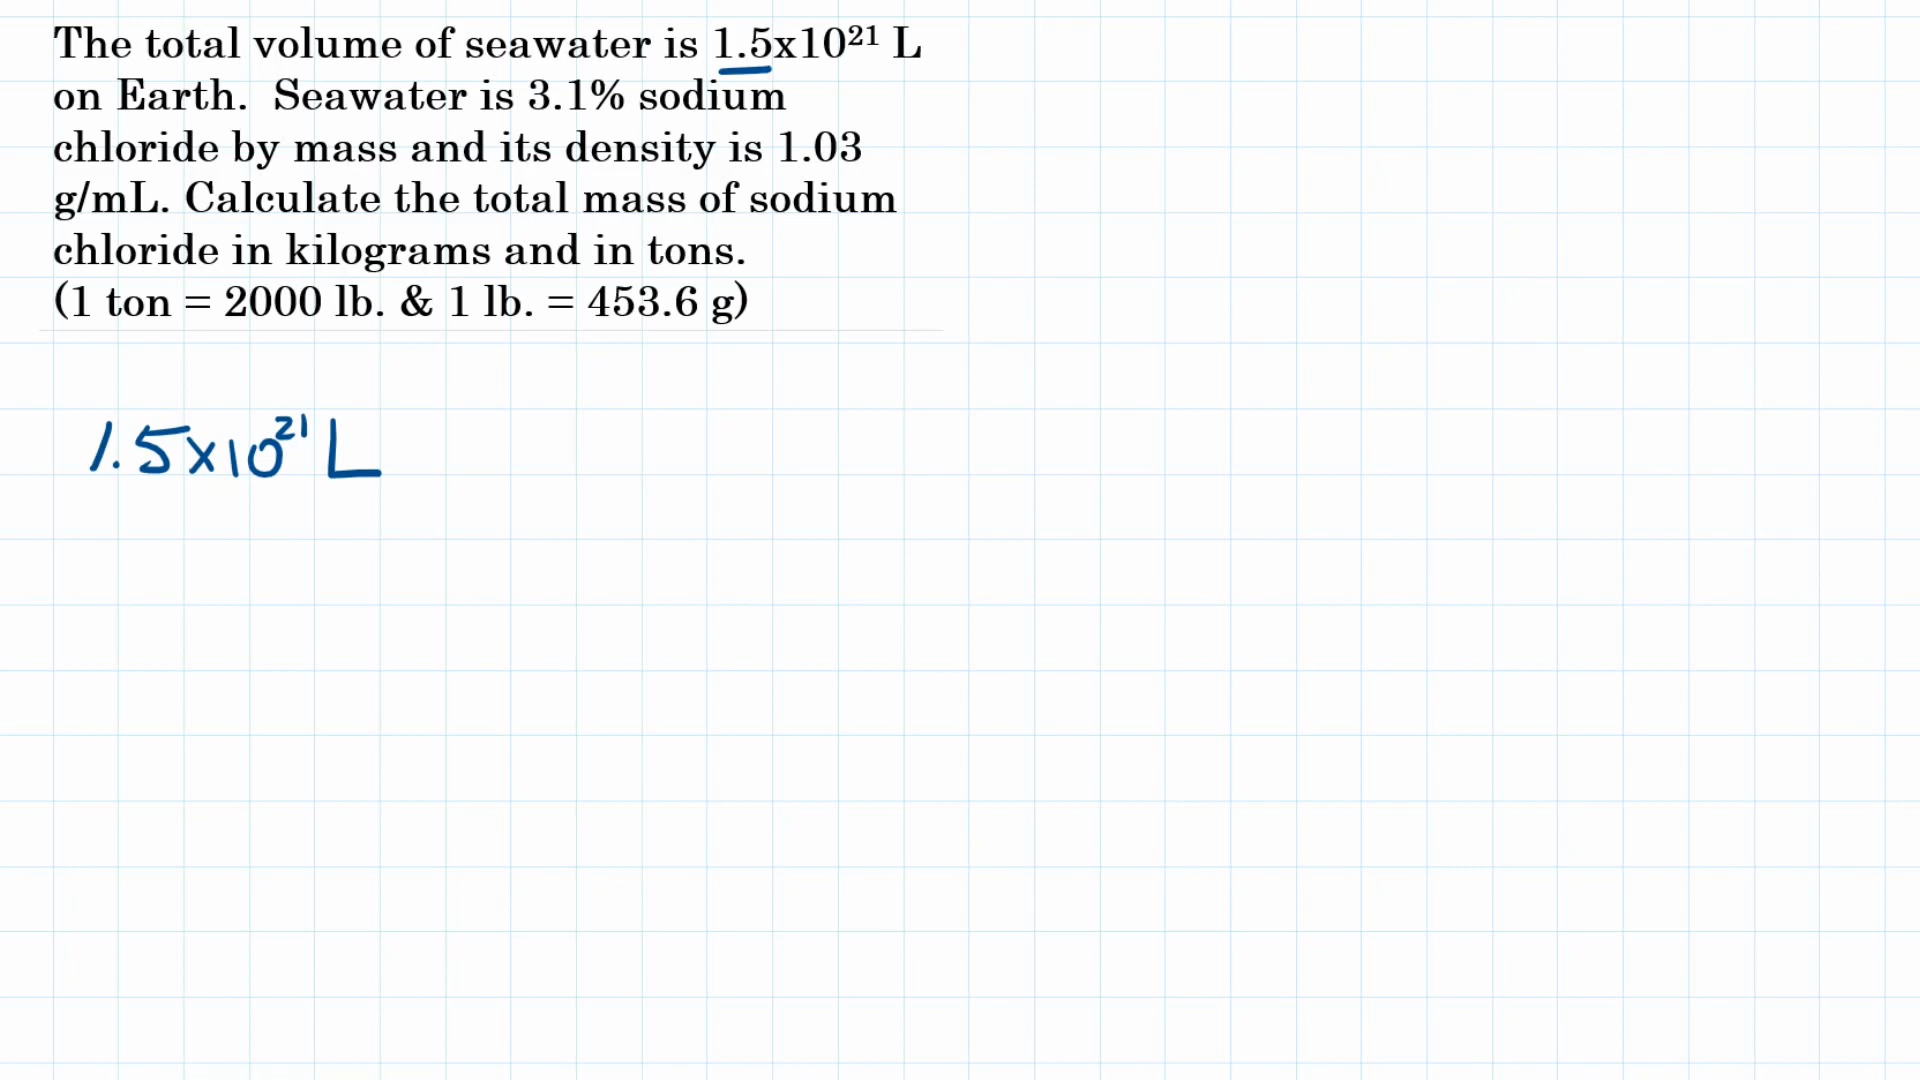 The total volume of seawater is 1.5x10²¹ L
on Earth.  Seawater is 3.1% sodium
chloride by mass and its density is 1.03
g/mL. Calculate the total mass of sodium
chloride in kilograms and in tons.
(1 ton = 2000 lb. & 1 lb. = 453.6 g)
1.5x10²¹ L